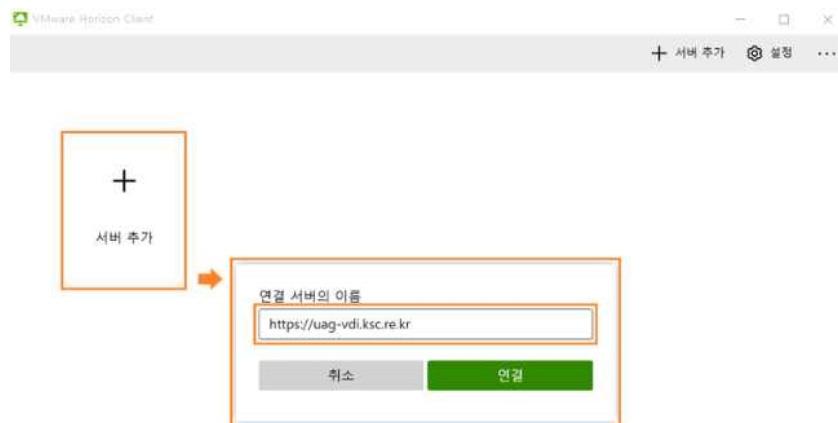 VMware Horizon Client
서버 추가 설정 ...
서버 추가
연결 서버의 이름
https://uag-vdi.ksc.re.kr
취소 연결